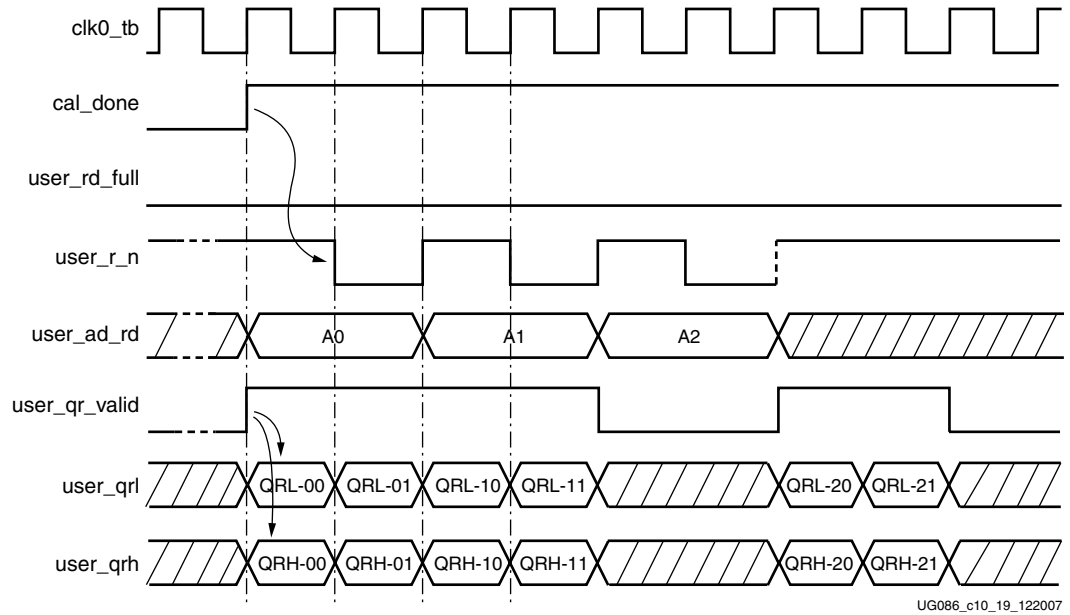 clk0_tb
cal_done
user_rd_full
user_r_n
user_ad_rd A0 A1 A2
user_qr_valid
user_qrl QRL-00 QRL-01 QRL-10 QRL-11 QRL-20 QRL-21
user_qrh QRH-00 QRH-01 QRH-10 QRH-11 QRH-20 QRH-21
UG086_c10_19_122007